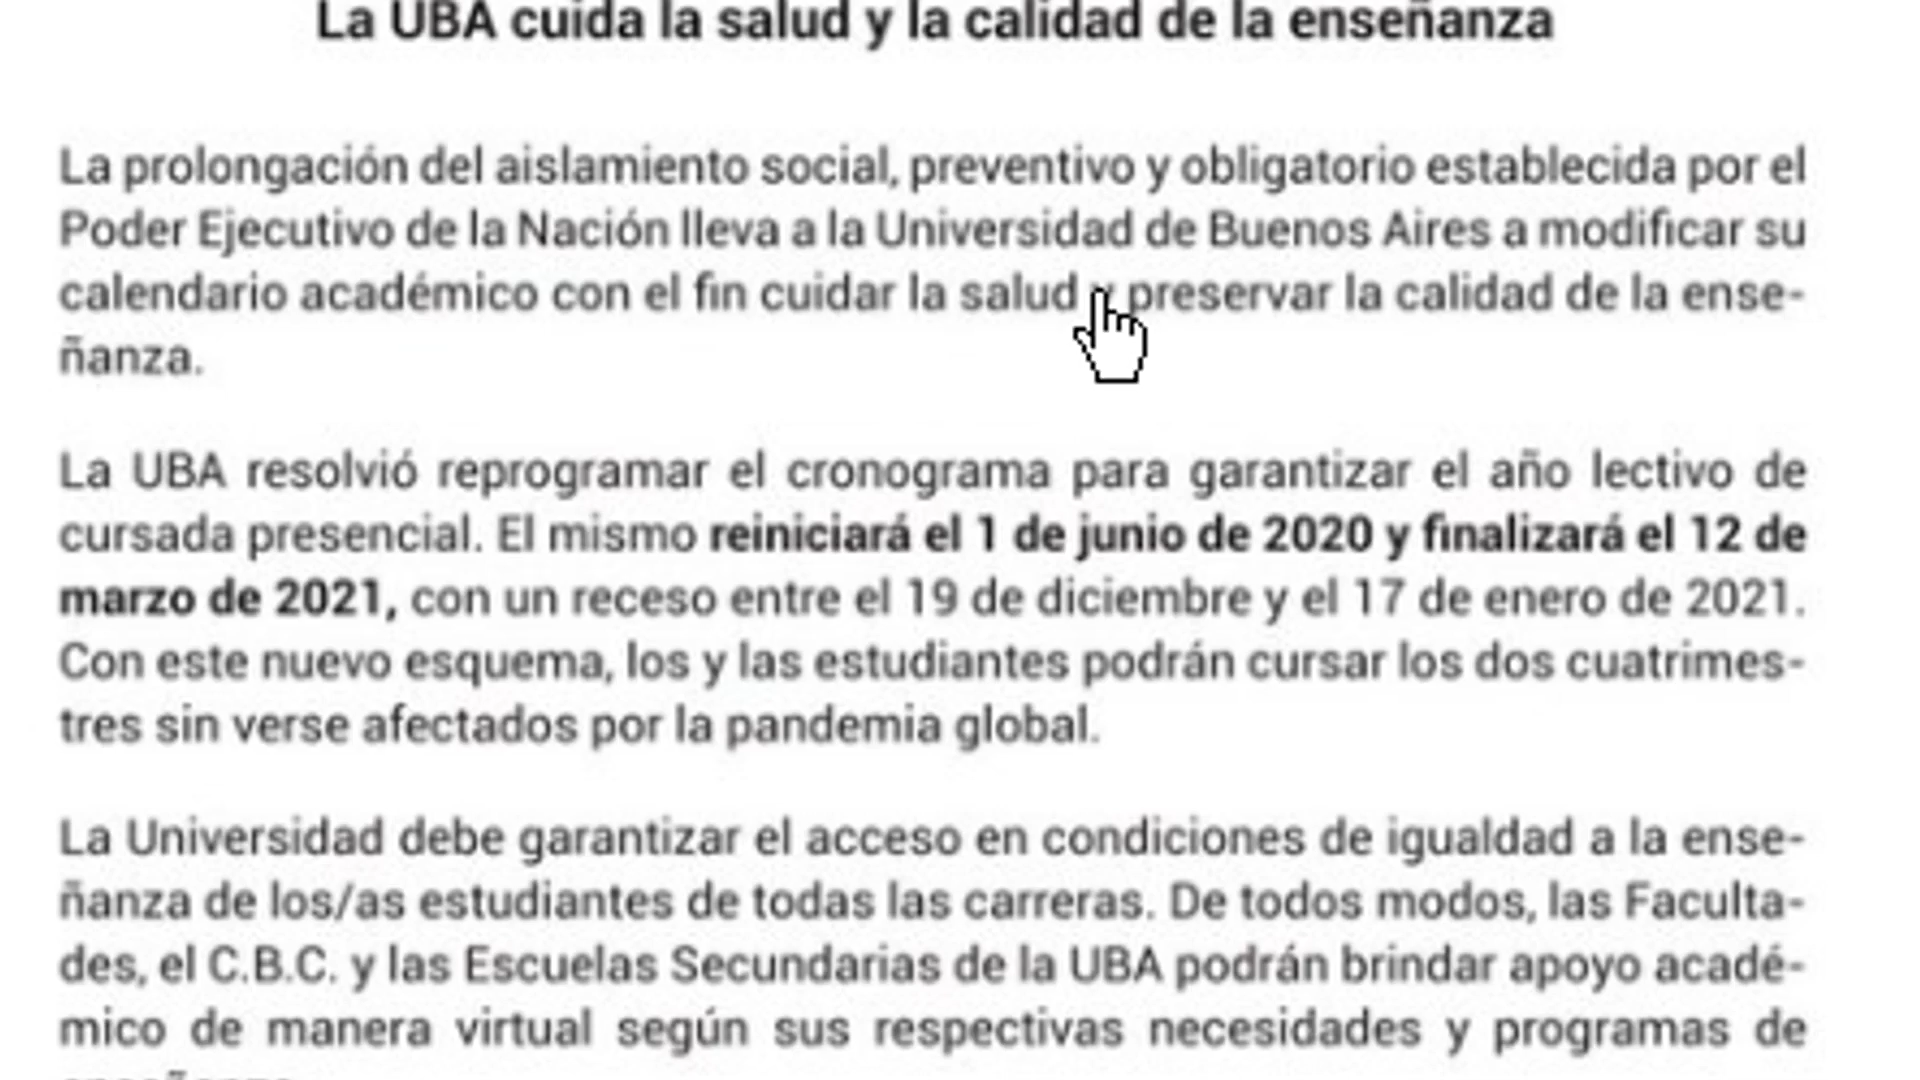 La UBA cuida la salud y la calidad de la enseñanza
La prolongación del aislamiento social, preventivo y obligatorio establecida por el
Poder Ejecutivo de la Nación lleva a la Universidad de Buenos Aires a modificar su
calendario académico con el fin cuidar la salud y preservar la calidad de la ense-
ñanza.
La UBA resolvió reprogramar el cronograma para garantizar el año lectivo de
cursada presencial. El mismo reiniciará el 1 de junio de 2020 y finalizará el 12 de
marzo de 2021, con un receso entre el 19 de diciembre y el 17 de enero de 2021.
Con este nuevo esquema, los y las estudiantes podrán cursar los dos cuatrimes-
tres sin verse afectados por la pandemia global.
La Universidad debe garantizar el acceso en condiciones de igualdad a la ense-
ñanza de los/as estudiantes de todas las carreras. De todos modos, las Faculta-
des, el C.B.C. y las Escuelas Secundarias de la UBA podrán brindar apoyo acadé-
mico de manera virtual según sus respectivas necesidades y programas de